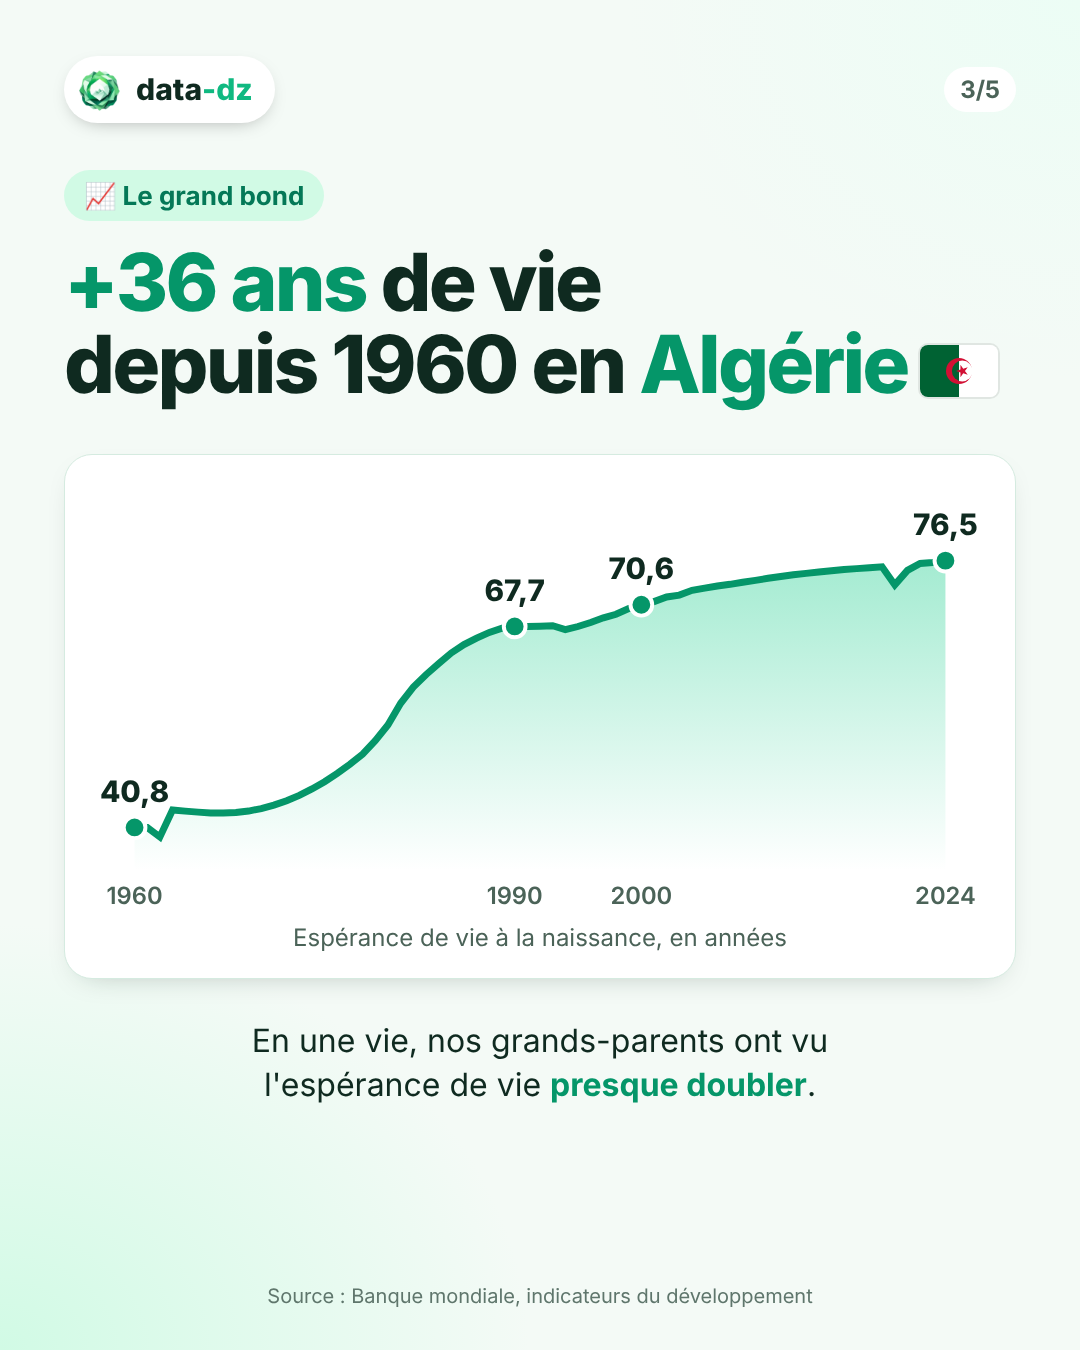 data-dz
3/5
📈 Le grand bond
+36 ans de vie
depuis 1960 en Algérie
76,5
70,6
67,7
40,8
1960 1990 2000 2024
Espérance de vie à la naissance, en années
En une vie, nos grands-parents ont vu
l'espérance de vie presque doubler.
Source : Banque mondiale, indicateurs du développement